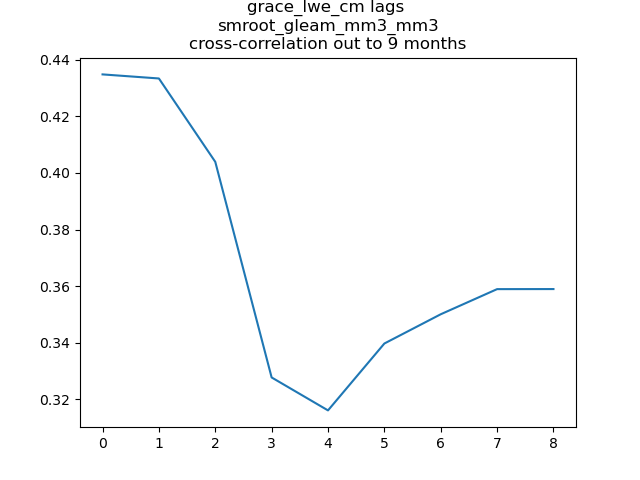 grace_lwe_cm lags
smroot_gleam_mm3_mm3
cross-correlation out to 9 months
0.44
0.42
0.40
0.38
0.36
0.34
0.32
0 1 2 3 4 5 6 7 8